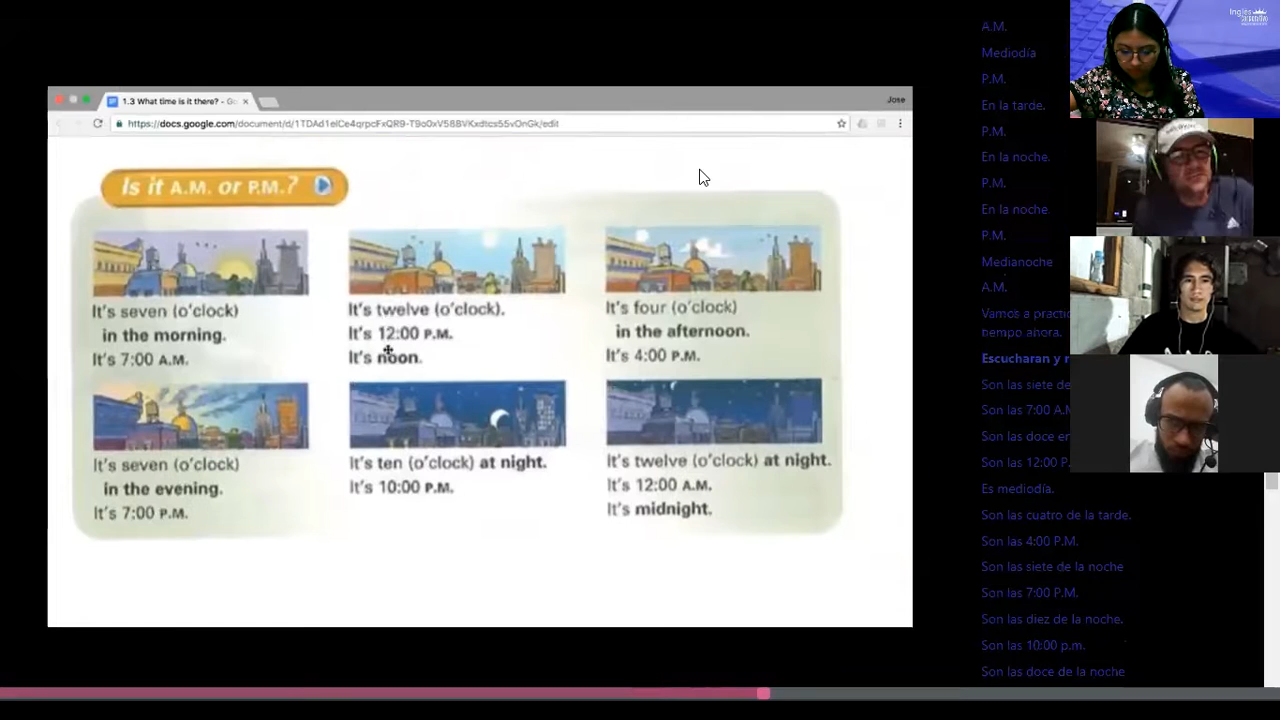 1.3 What time is it there? - Go
Jose
Is it A.M. or P.M.?
It's seven (o'clock)
in the morning.
It's 7:00 A.M.
It's twelve (o'clock).
It's 12:00 P.M.
It's noon.
It's four (o'clock)
in the afternoon.
It's 4:00 P.M.
It's seven (o'clock)
in the evening.
It's 7:00 P.M.
It's ten (o'clock) at night.
It's 10:00 P.M.
It's twelve (o'clock) at night.
It's 12:00 A.M.
It's midnight.
A.M.
Mediodía
P.M.
En la tarde.
P.M.
En la noche.
P.M.
En la noche.
P.M.
Medianoche
A.M.
Vamos a practic
tiempo ahora.
Escucharan y r
Son las siete de
Son las 7:00 A.M
Son las doce en
Son las 12:00 P.
Es mediodía.
Son las cuatro de la tarde.
Son las 4:00 P.M.
Son las siete de la noche
Son las 7:00 P.M.
Son las diez de la noche.
Son las 10:00 p.m.
Son las doce de la noche
Ingles